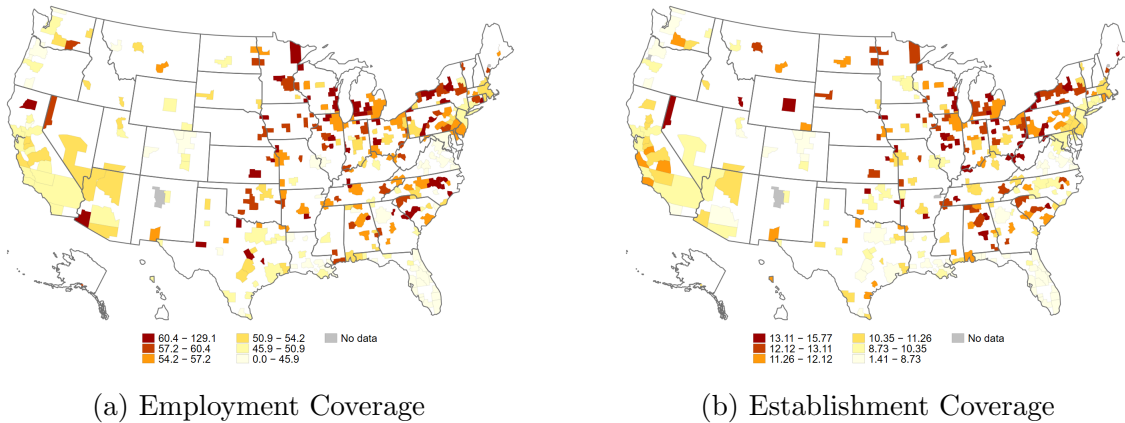 60.4 − 129.1
57.2 − 60.4
54.2 − 57.2
50.9 − 54.2
45.9 − 50.9
0.0 − 45.9
No data
(a) Employment Coverage
13.11 − 15.77
12.12 − 13.11
11.26 − 12.12
10.35 − 11.26
8.73 − 10.35
1.41 − 8.73
No data
(b) Establishment Coverage